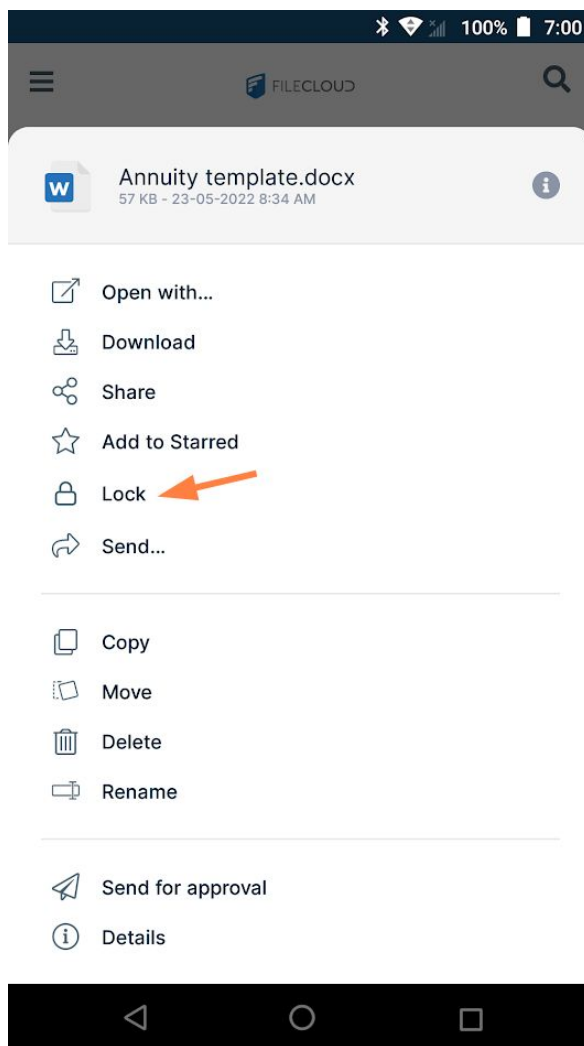 100% 7:00
FILECLOUD
W Annuity template.docx
57 KB - 23-05-2022 8:34 AM
Open with...
Download
Share
Add to Starred
Lock
Send...
Copy
Move
Delete
Rename
Send for approval
Details